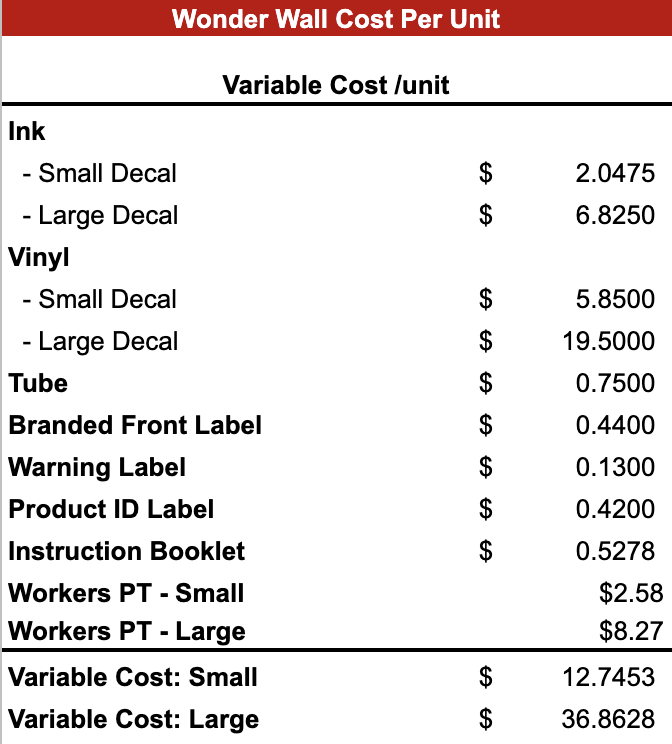 Wonder Wall Cost Per Unit
Variable Cost /unit
Ink
- Small Decal $ 2.0475
- Large Decal $ 6.8250
Vinyl
- Small Decal $ 5.8500
- Large Decal $ 19.5000
Tube $ 0.7500
Branded Front Label $ 0.4400
Warning Label $ 0.1300
Product ID Label $ 0.4200
Instruction Booklet $ 0.5278
Workers PT - Small $2.58
Workers PT - Large $8.27
Variable Cost: Small $ 12.7453
Variable Cost: Large $ 36.8628